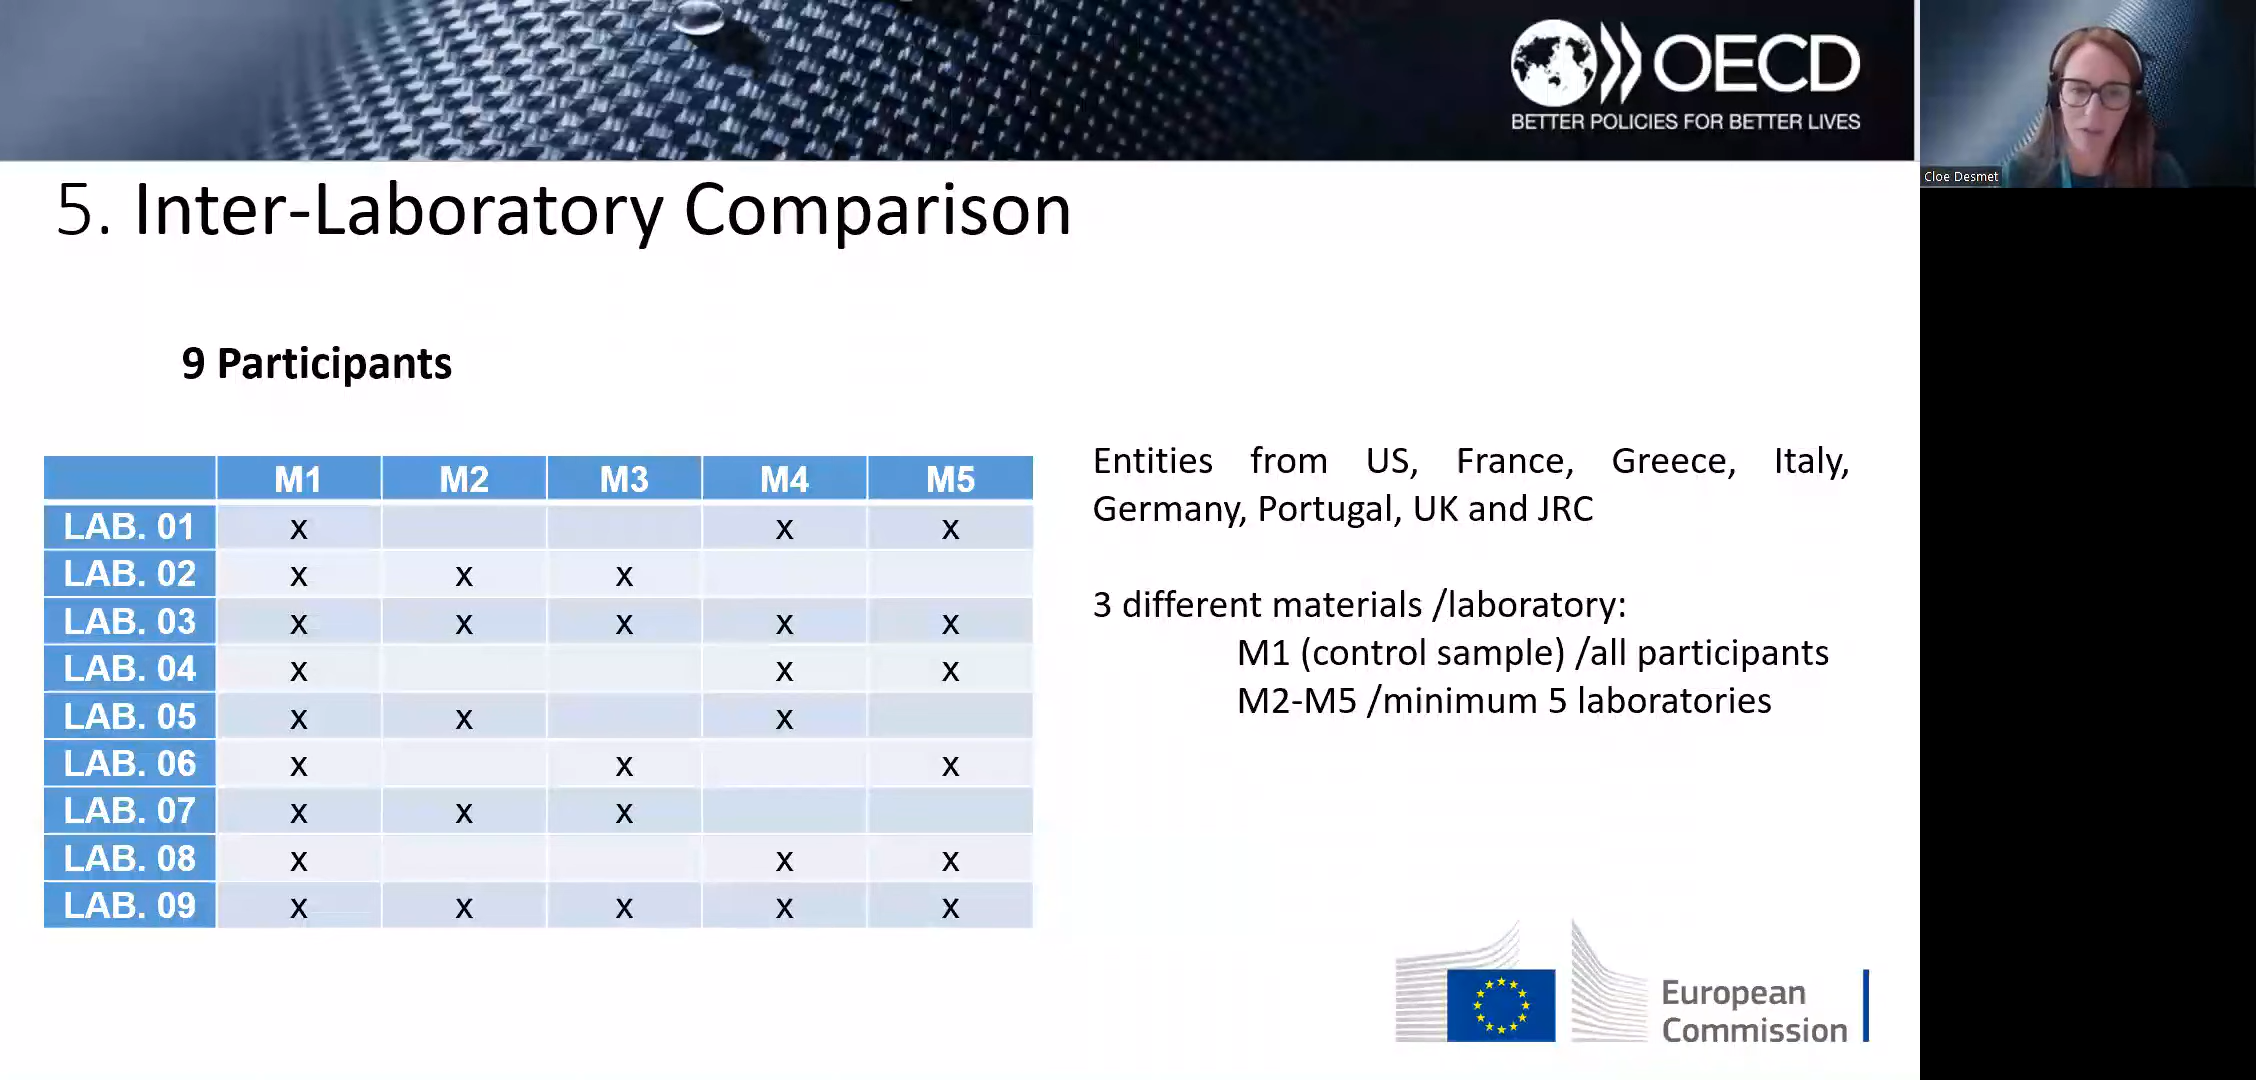 OECD
BETTER POLICIES FOR BETTER LIVES
Cloe Desmet
5. Inter-Laboratory Comparison
9 Participants
M1 M2 M3 M4 M5
LAB. 01 x x x
LAB. 02 x x x
LAB. 03 x x x x x
LAB. 04 x x x
LAB. 05 x x x
LAB. 06 x x x
LAB. 07 x x x
LAB. 08 x x x
LAB. 09 x x x x x
Entities from US, France, Greece, Italy,
Germany, Portugal, UK and JRC
3 different materials /laboratory:
M1 (control sample) /all participants
M2-M5 /minimum 5 laboratories
European
Commission